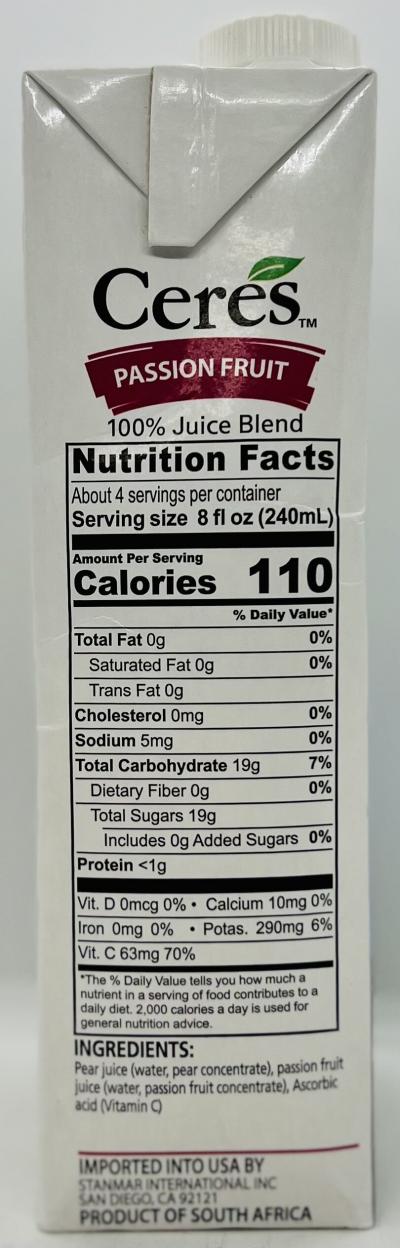 Ceres™
PASSION FRUIT
100% Juice Blend
Nutrition Facts
About 4 servings per container
Serving size 8 fl oz (240mL)
Amount Per Serving
Calories 110
% Daily Value*
Total Fat 0g 0%
Saturated Fat 0g 0%
Trans Fat 0g
Cholesterol 0mg 0%
Sodium 5mg 0%
Total Carbohydrate 19g 7%
Dietary Fiber 0g 0%
Total Sugars 19g
Includes 0g Added Sugars 0%
Protein <1g
Vit. D 0mcg 0% • Calcium 10mg 0%
Iron 0mg 0% • Potas. 290mg 6%
Vit. C 63mg 70%
*The % Daily Value tells you how much a
nutrient in a serving of food contributes to a
daily diet. 2,000 calories a day is used for
general nutrition advice.
INGREDIENTS:
Pear juice (water, pear concentrate), passion fruit
juice (water, passion fruit concentrate), Ascorbic
acid (Vitamin C)
IMPORTED INTO USA BY
STANMAR INTERNATIONAL INC
SAN DIEGO, CA 92121
PRODUCT OF SOUTH AFRICA